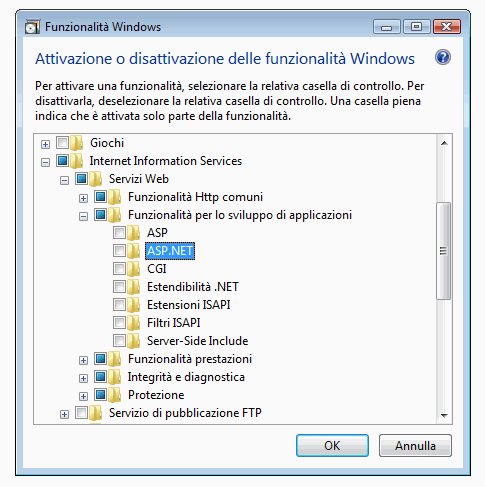 Funzionalità Windows
Attivazione o disattivazione delle funzionalità Windows
Per attivare una funzionalità, selezionare la relativa casella di controllo. Per
disattivarla, deselezionare la relativa casella di controllo. Una casella piena
indica che è attivata solo parte della funzionalità.
Giochi
Internet Information Services
Servizi Web
Funzionalità Http comuni
Funzionalità per lo sviluppo di applicazioni
ASP
ASP.NET
CGI
Estendibilità .NET
Estensioni ISAPI
Filtri ISAPI
Server-Side Include
Funzionalità prestazioni
Integrità e diagnostica
Protezione
Servizio di pubblicazione FTP
OK
Annulla